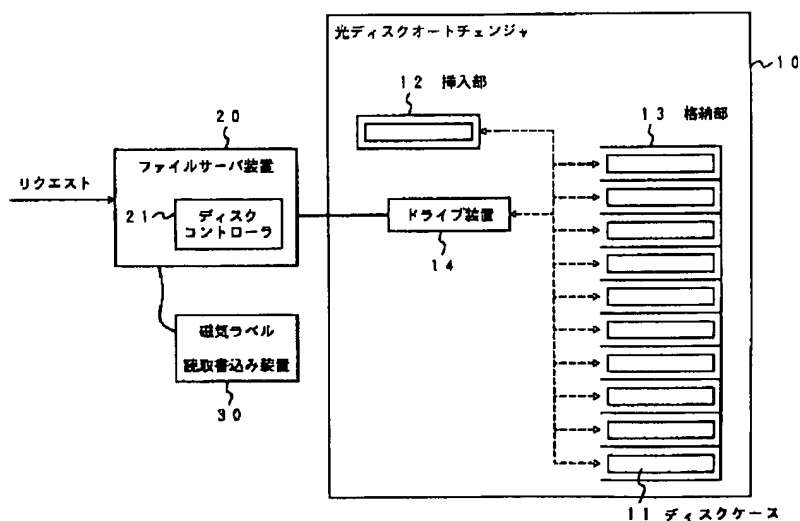 光ディスクオートチェンジャ
10
12 挿入部
13 格納部
20
ファイルサーバ装置
リクエスト
21
ディスク
コントローラ
ドライブ装置
14
磁気ラベル
読取書込み装置
30
11 ディスクケース